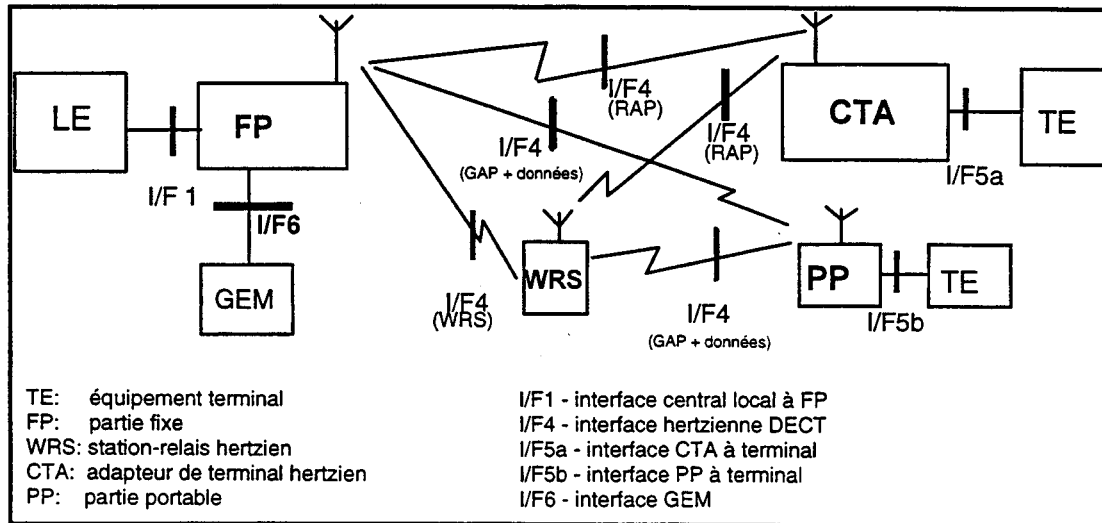 LE
FP
I/F 1
I/F6
GEM
I/F4
(RAP)
I/F4
(RAP)
I/F4
(GAP + données)
I/F4
(WRS)
WRS
I/F4
(GAP + données)
CTA
TE
I/F5a
PP
TE
I/F5b
TE: équipement terminal
FP: partie fixe
WRS: station-relais hertzien
CTA: adapteur de terminal hertzien
PP: partie portable
I/F1 - interface central local à FP
I/F4 - interface hertzienne DECT
I/F5a - interface CTA à terminal
I/F5b - interface PP à terminal
I/F6 - interface GEM